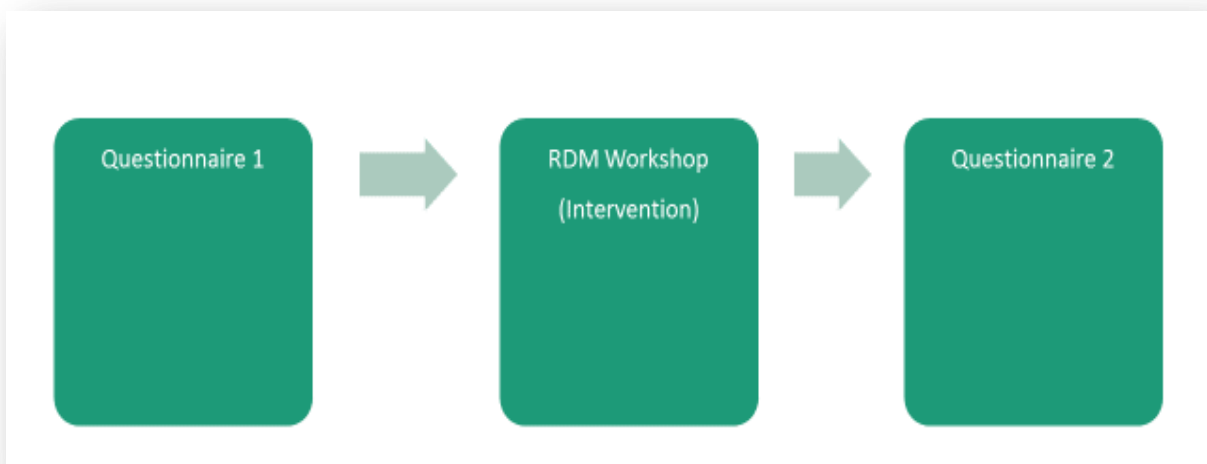 Questionnaire 1
RDM Workshop
(Intervention)
Questionnaire 2